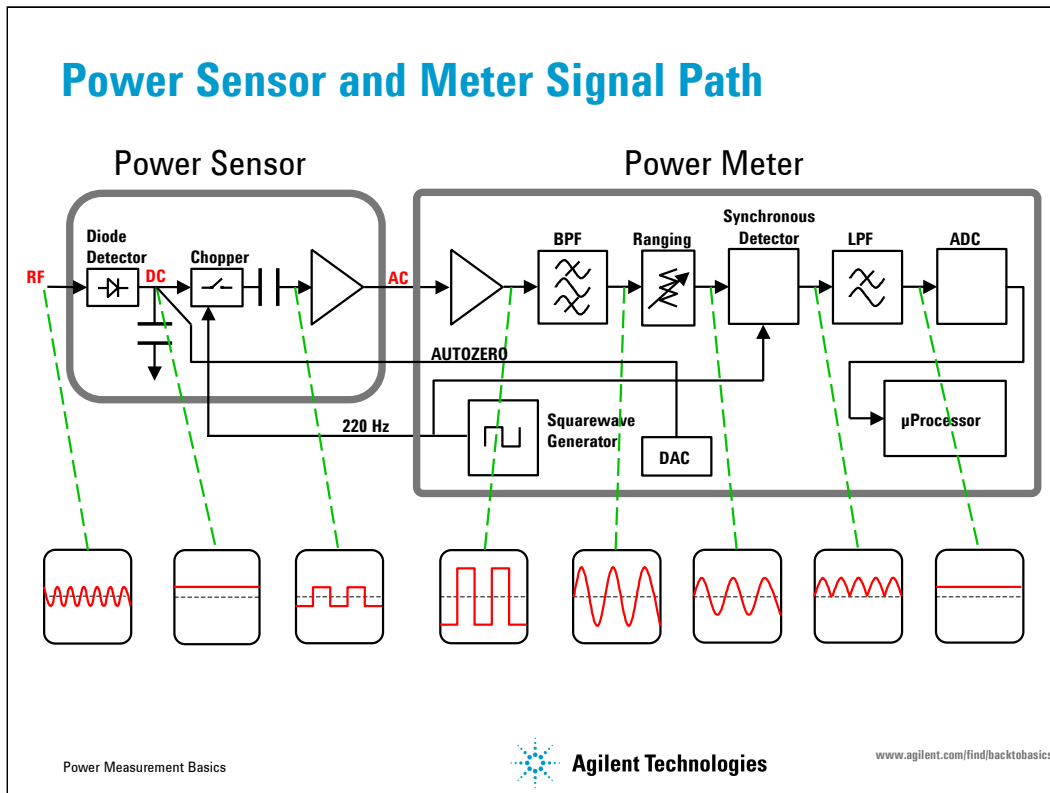 Power Sensor and Meter Signal Path
Power Sensor
Power Meter
Diode
Detector
Chopper
RF
DC
AC
BPF
Ranging
Synchronous
Detector
LPF
ADC
AUTOZERO
220 Hz
Squarewave
Generator
DAC
µProcessor
Power Measurement Basics
Agilent Technologies
www.agilent.com/find/backtobasics